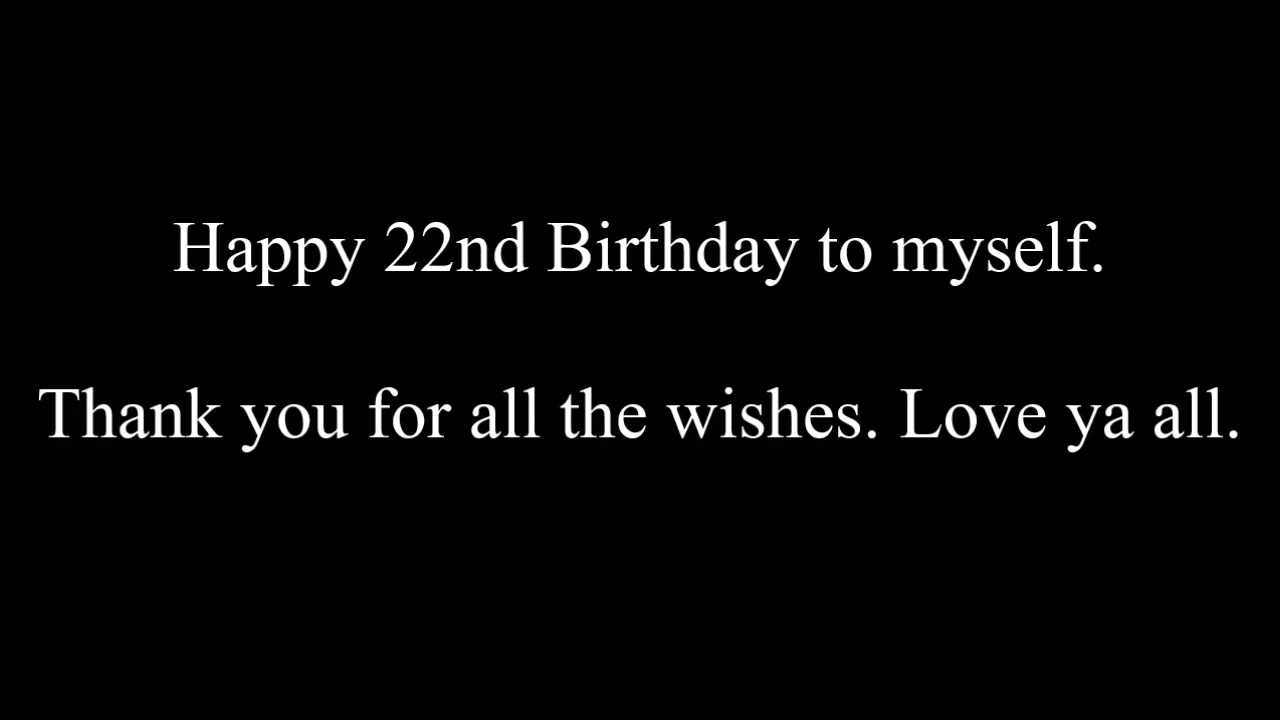 Happy 22nd Birthday to myself.
Thank you for all the wishes. Love ya all.